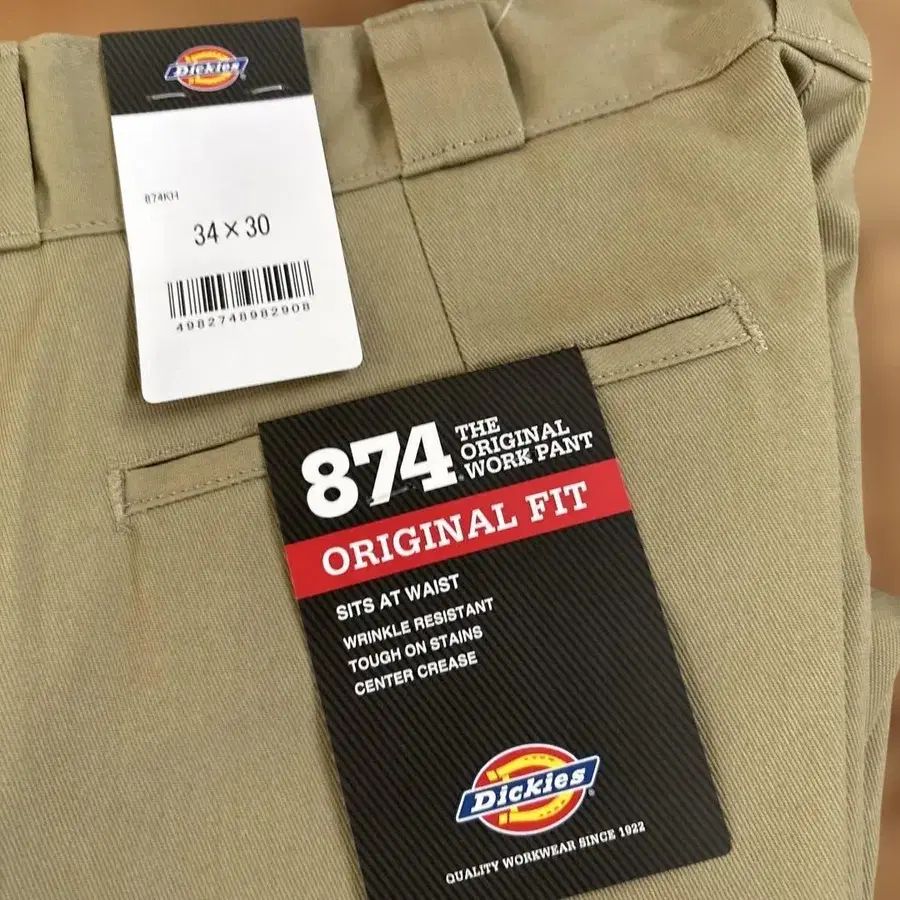 Dickies
874KH
34×30
4982748982908
874
THE
ORIGINAL
WORK PANT
ORIGINAL FIT
SITS AT WAIST
WRINKLE RESISTANT
TOUGH ON STAINS
CENTER CREASE
Dickies®
QUALITY WORKWEAR SINCE 1922